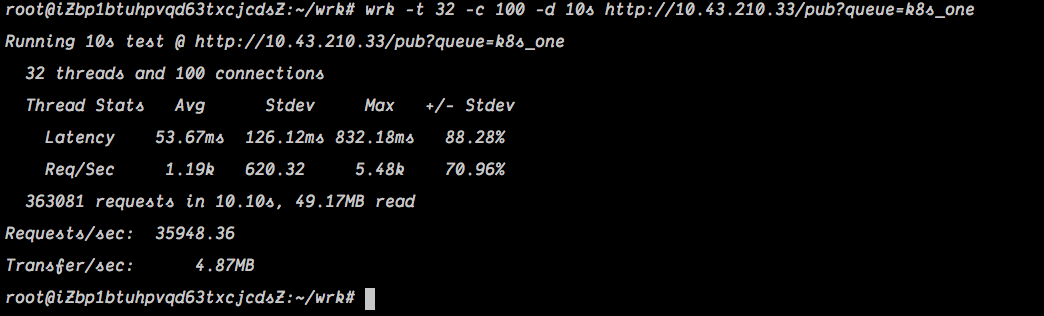 root@iZbp1btuhpvqd63txcjcdsZ:~/wrk# wrk -t 32 -c 100 -d 10s http://10.43.210.33/pub?queue=k8s_one
Running 10s test @ http://10.43.210.33/pub?queue=k8s_one
32 threads and 100 connections
Thread Stats Avg Stdev Max +/- Stdev
Latency 53.67ms 126.12ms 832.18ms 88.28%
Req/Sec 1.19k 620.32 5.48k 70.96%
363081 requests in 10.10s, 49.17MB read
Requests/sec: 35948.36
Transfer/sec: 4.87MB
root@iZbp1btuhpvqd63txcjcdsZ:~/wrk#